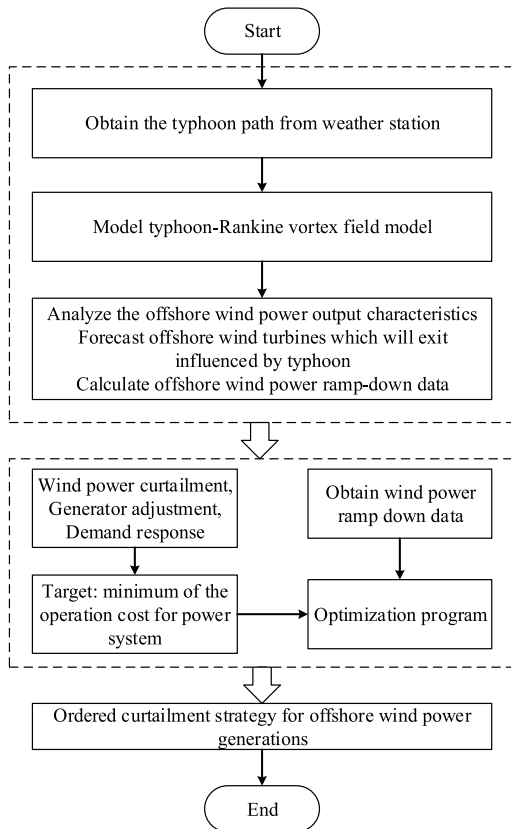 Start
Obtain the typhoon path from weather station
Model typhoon-Rankine vortex field model
Analyze the offshore wind power output characteristics
Forecast offshore wind turbines which will exit
influenced by typhoon
Calculate offshore wind power ramp-down data
Wind power curtailment,
Generator adjustment,
Demand response
Obtain wind power
ramp down data
Target: minimum of the
operation cost for power
system
Optimization program
Ordered curtailment strategy for offshore wind power
generations
End